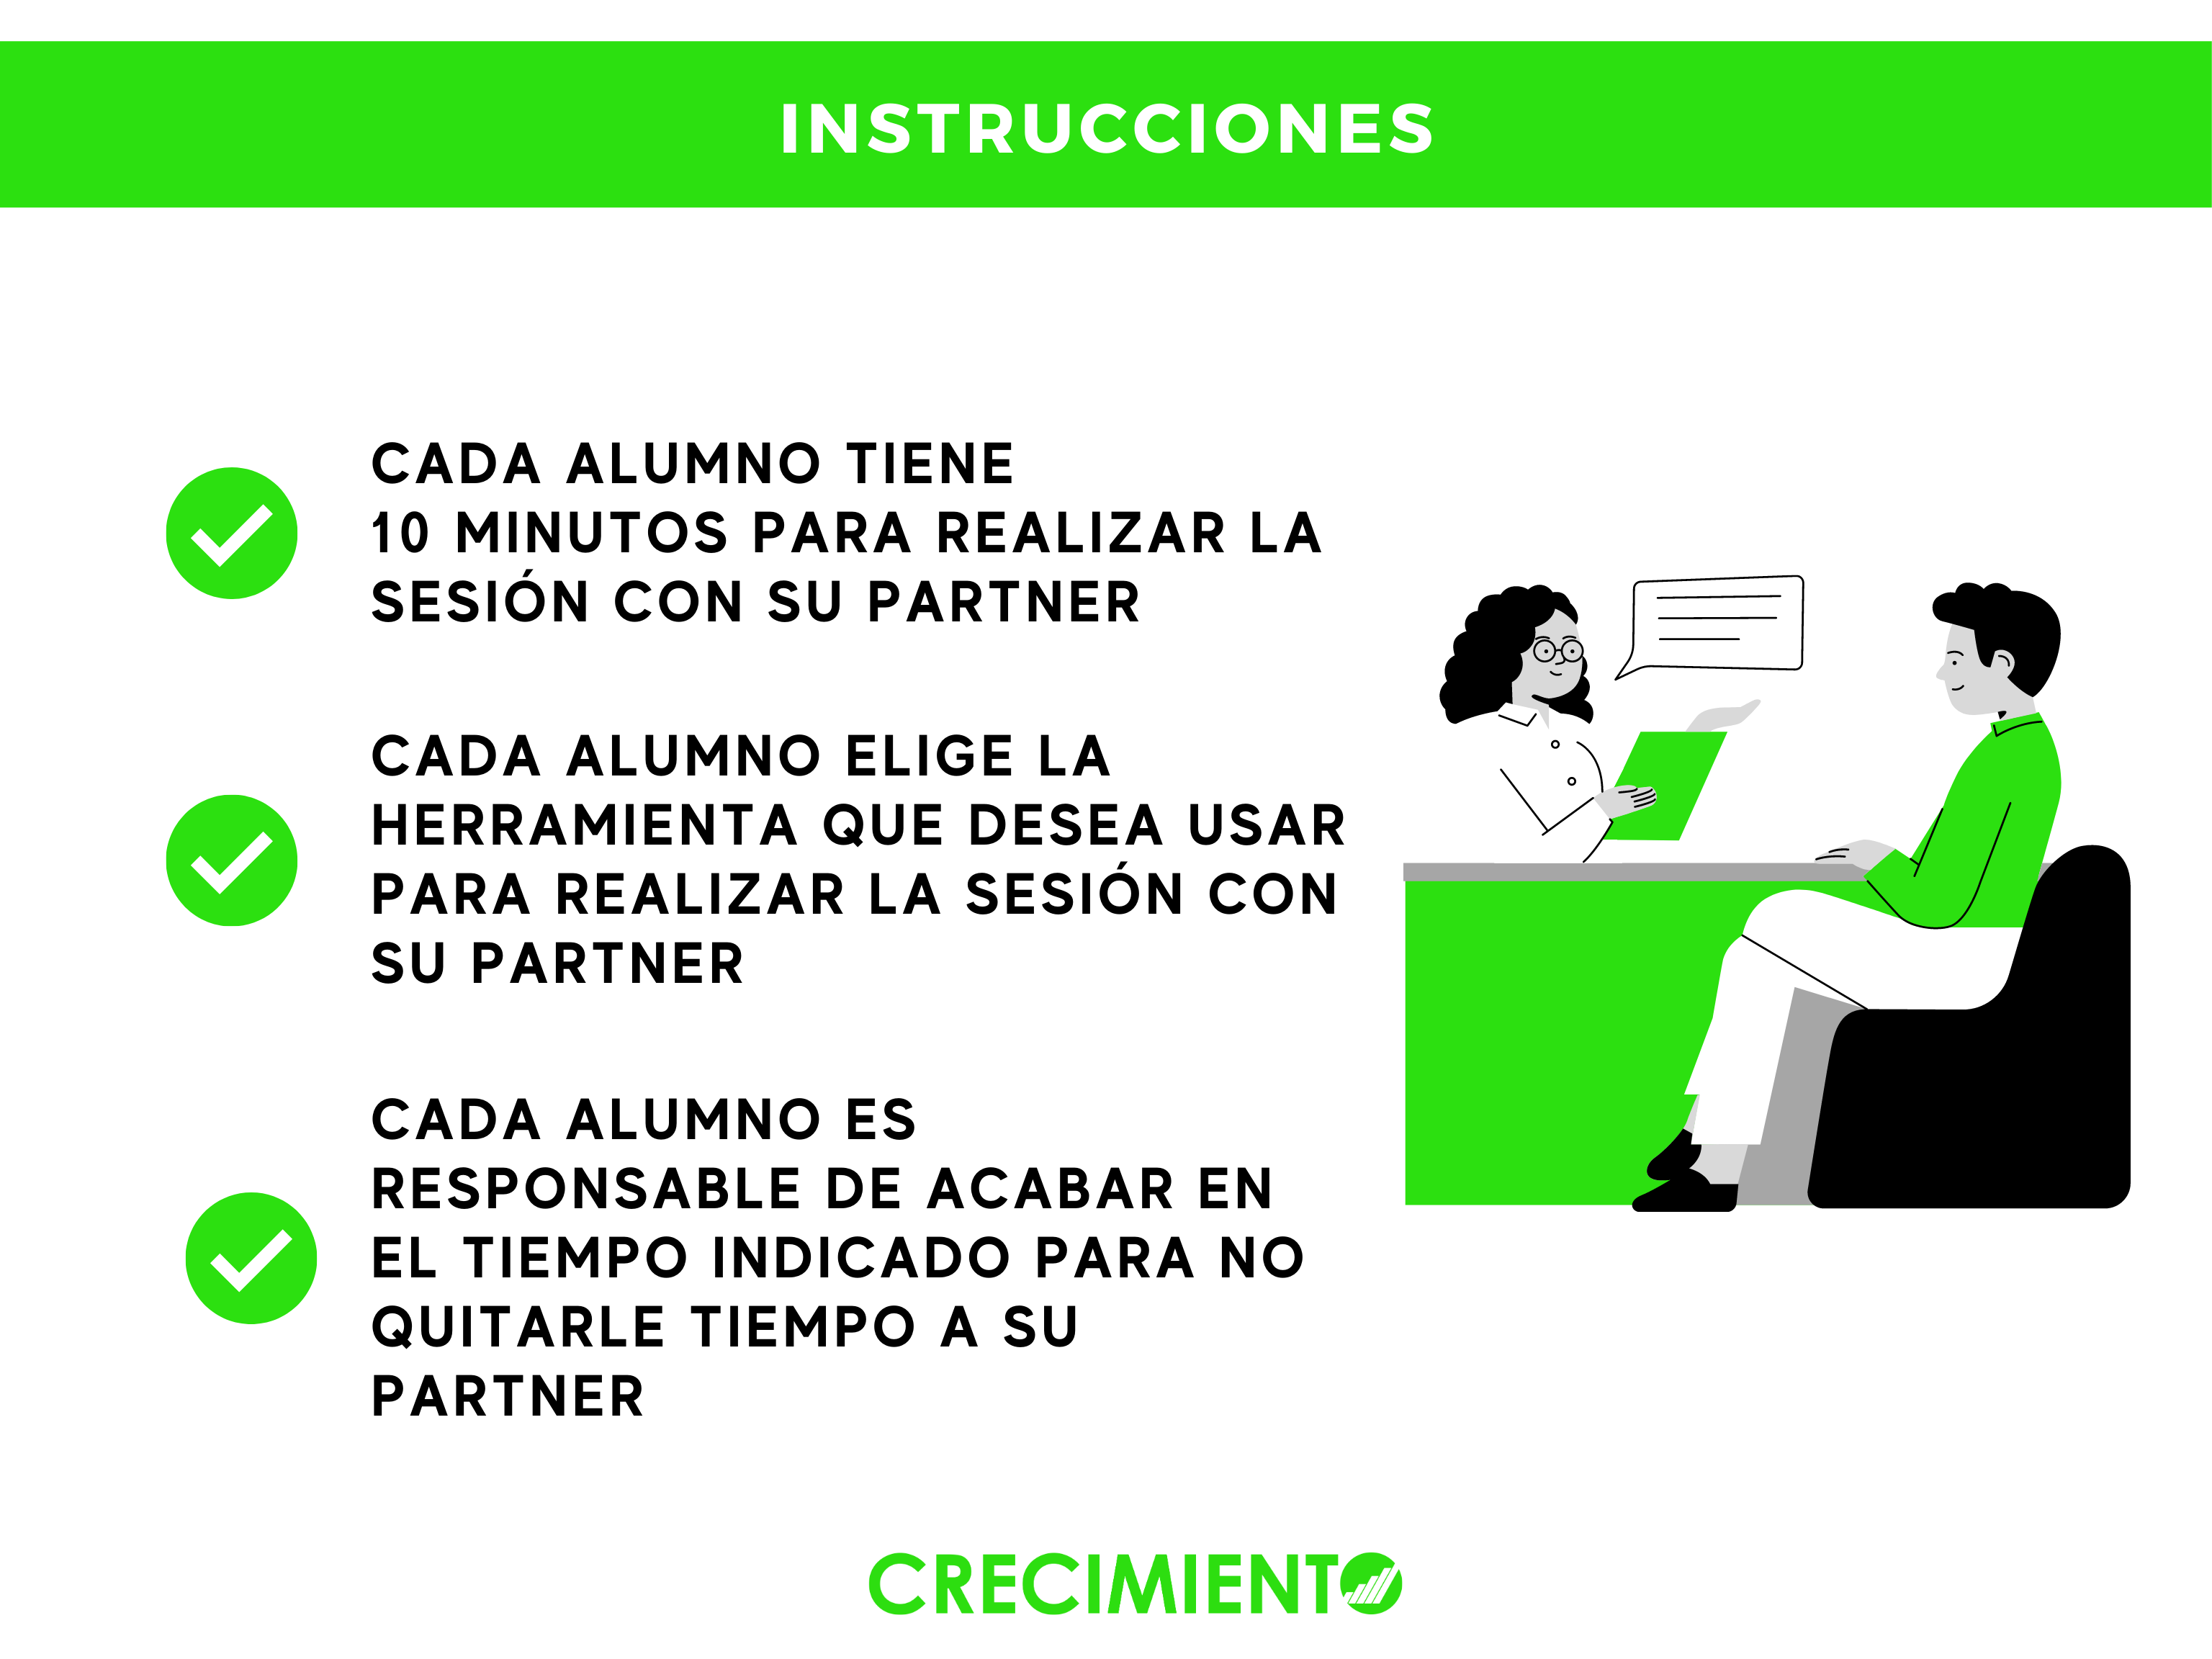 INSTRUCCIONES
CADA ALUMNO TIENE
10 MINUTOS PARA REALIZAR LA
SESIÓN CON SU PARTNER
CADA ALUMNO ELIGE LA
HERRAMIENTA QUE DESEA USAR
PARA REALIZAR LA SESIÓN CON
SU PARTNER
CADA ALUMNO ES
RESPONSABLE DE ACABAR EN
EL TIEMPO INDICADO PARA NO
QUITARLE TIEMPO A SU
PARTNER
CRECIMIENTO